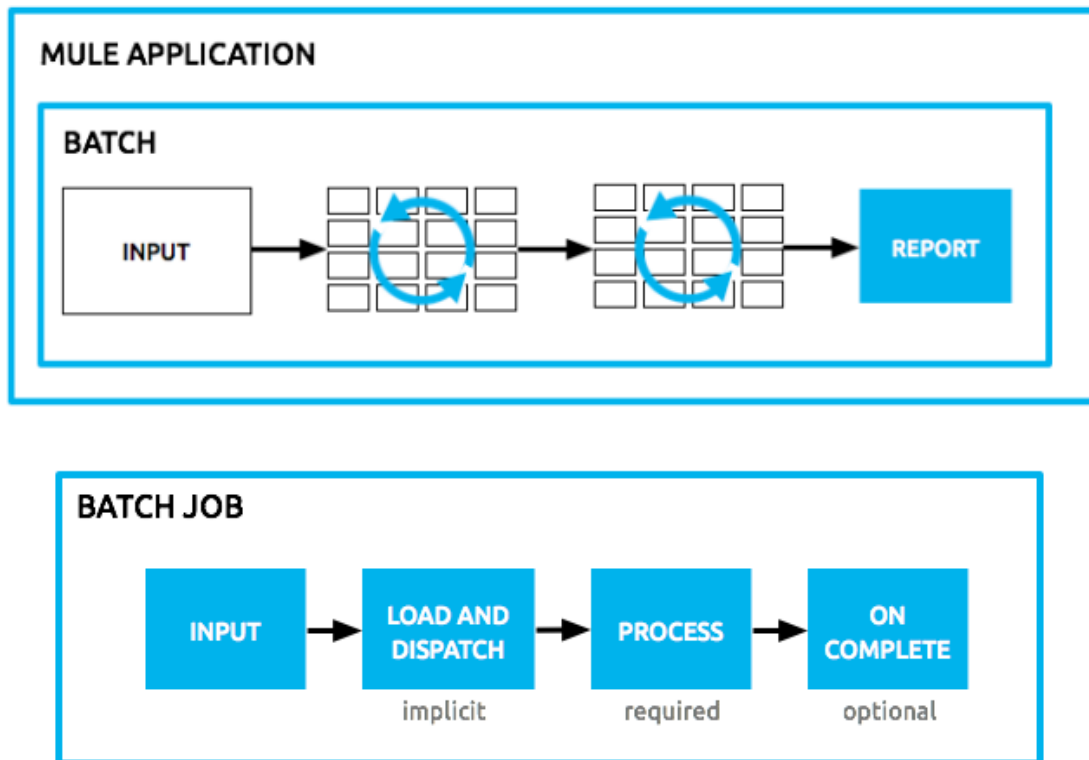 MULE APPLICATION
BATCH
INPUT
REPORT
BATCH JOB
INPUT
LOAD AND
DISPATCH
PROCESS
ON
COMPLETE
implicit
required
optional